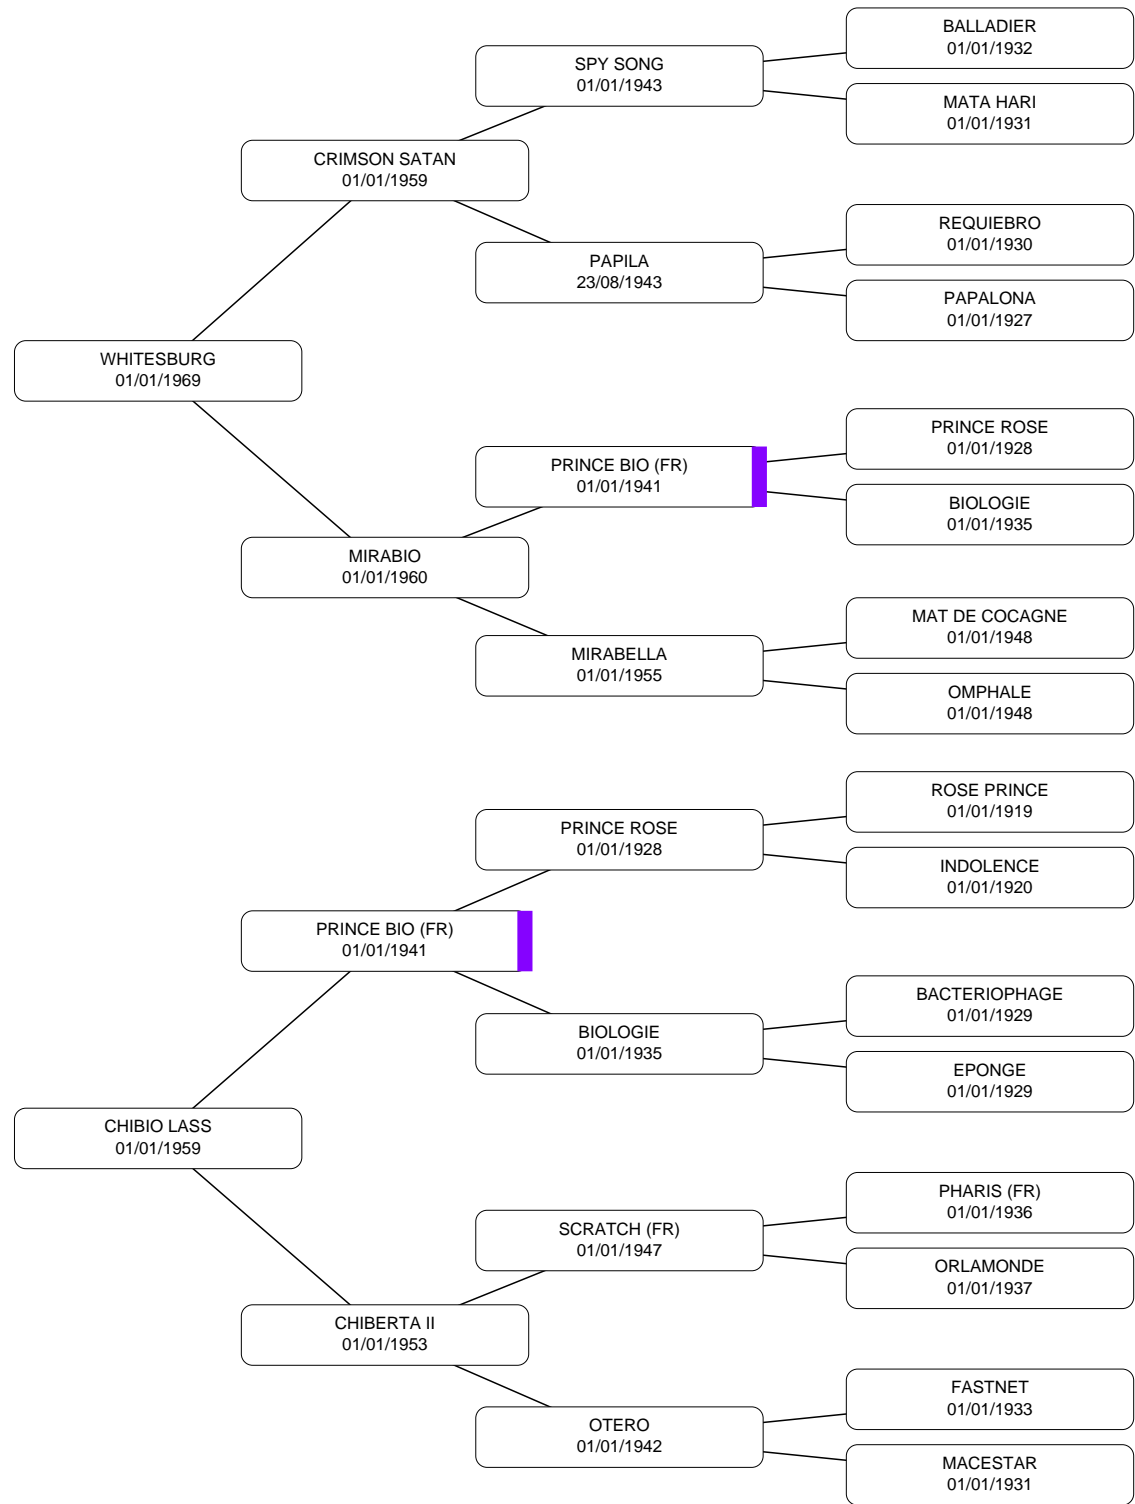 BALLADIER
01/01/1932
SPY SONG
01/01/1943
MATA HARI
01/01/1931
CRIMSON SATAN
01/01/1959
REQUIEBRO
01/01/1930
PAPILA
23/08/1943
PAPALONA
01/01/1927
WHITESBURG
01/01/1969
PRINCE ROSE
01/01/1928
PRINCE BIO (FR)
01/01/1941
BIOLOGIE
01/01/1935
MIRABIO
01/01/1960
MAT DE COCAGNE
01/01/1948
MIRABELLA
01/01/1955
OMPHALE
01/01/1948
ROSE PRINCE
01/01/1919
PRINCE ROSE
01/01/1928
INDOLENCE
01/01/1920
PRINCE BIO (FR)
01/01/1941
BACTERIOPHAGE
01/01/1929
BIOLOGIE
01/01/1935
EPONGE
01/01/1929
CHIBIO LASS
01/01/1959
PHARIS (FR)
01/01/1936
SCRATCH (FR)
01/01/1947
ORLAMONDE
01/01/1937
CHIBERTA II
01/01/1953
FASTNET
01/01/1933
OTERO
01/01/1942
MACESTAR
01/01/1931